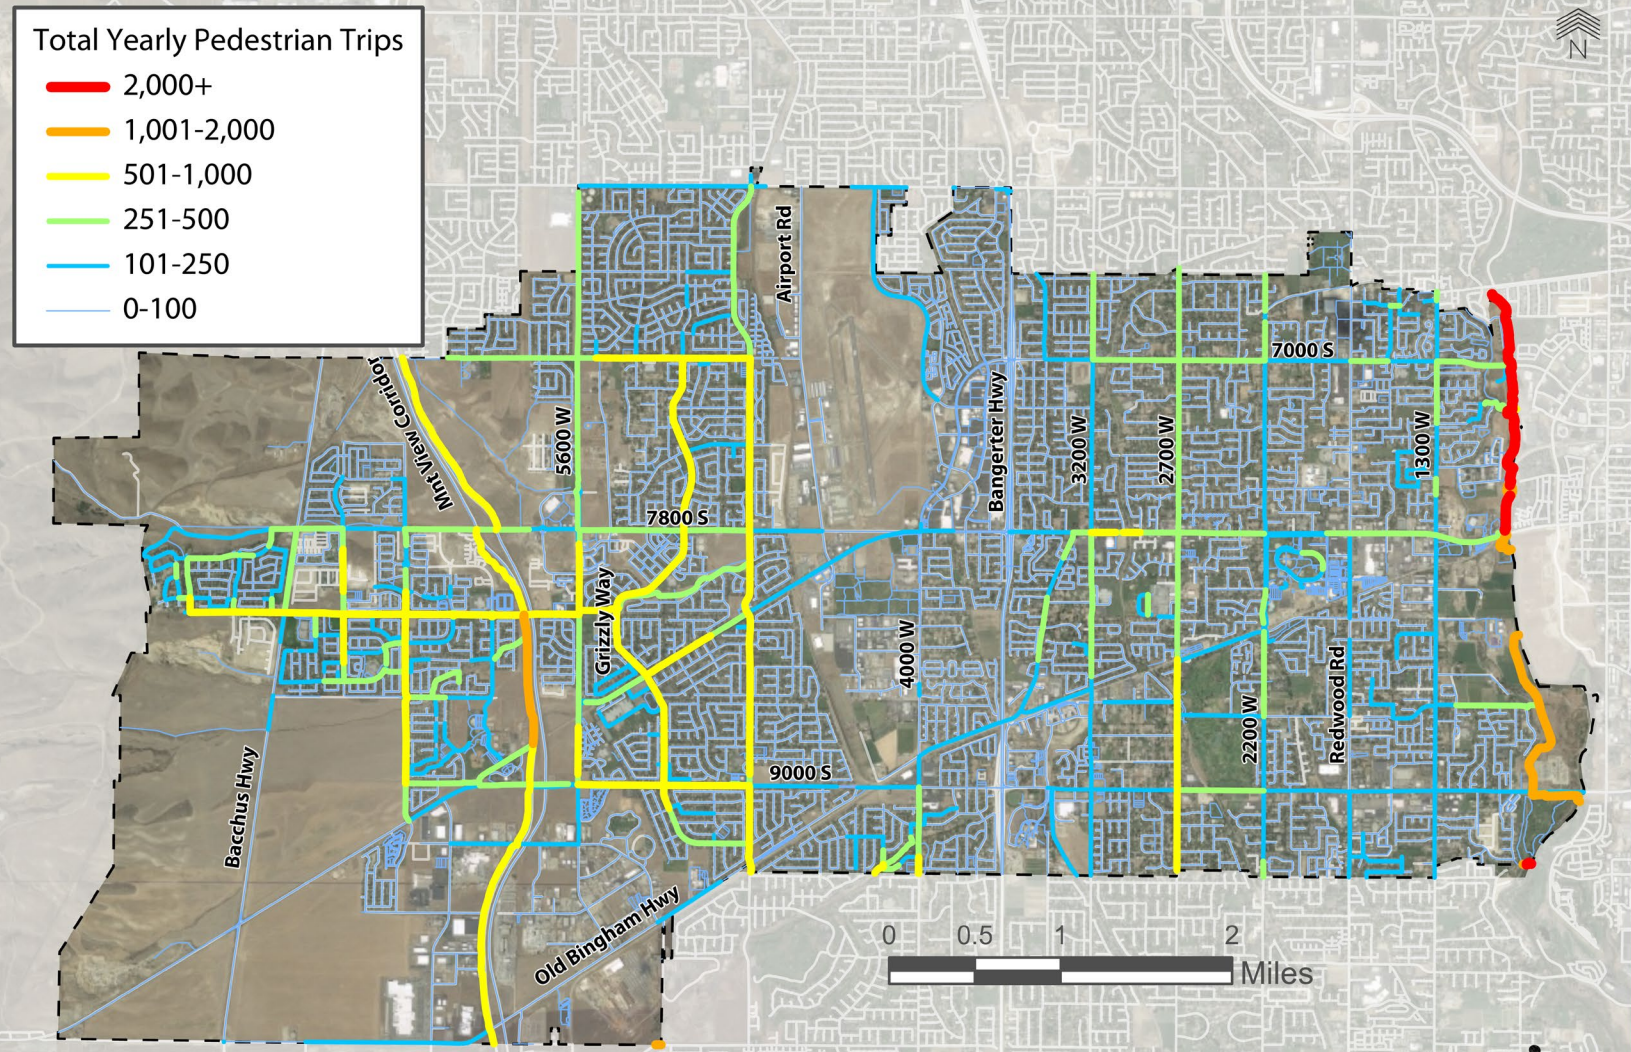 Total Yearly Pedestrian Trips
2,000+
1,001-2,000
501-1,000
251-500
101-250
0-100
N
Airport Rd
7000 S
Mnt View Corridor
5600 W
Bangerter Hwy
3200 W
2700 W
1300 W
7800 S
Grizzly Way
4000 W
Redwood Rd
2200 W
9000 S
Bacchus Hwy
Old Bingham Hwy
0 0.5 1 2
Miles